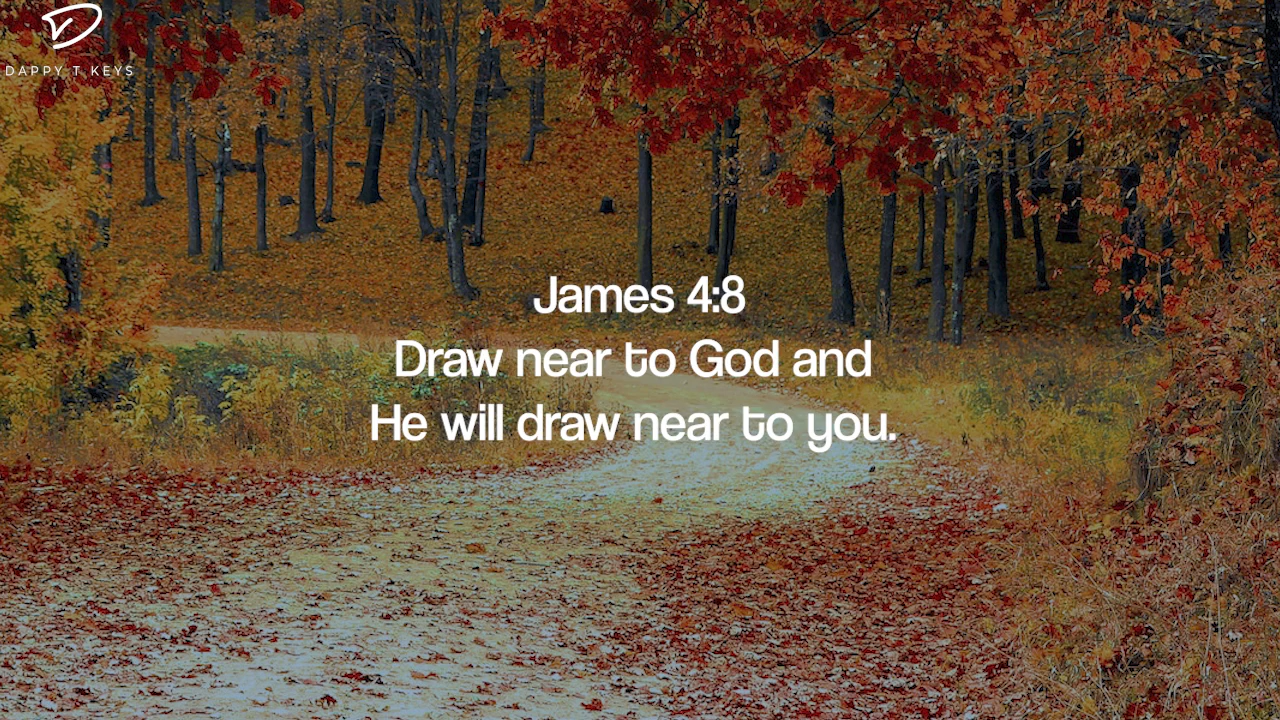 DAPPY T KEYS
James 4:8
Draw near to God and
He will draw near to you.